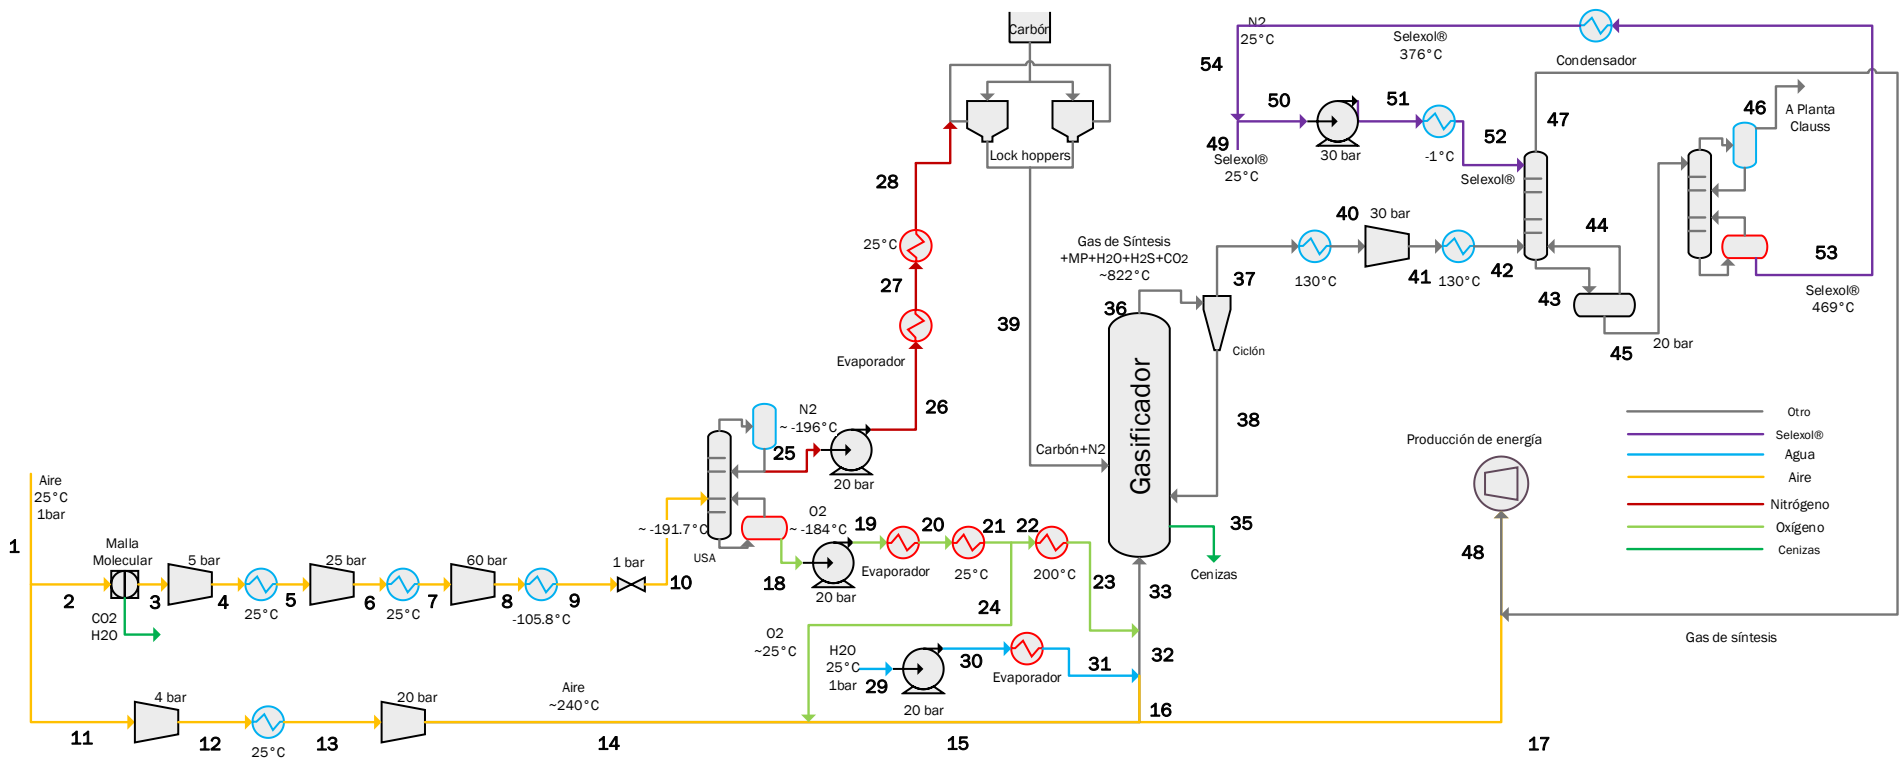 Carbón
N2
25°C
Selexol®
376°C
Condensador
54
50
51
52
47
46
A Planta
Clauss
49
Selexol®
25°C
30 bar
-1°C
Selexol®
Lock hoppers
28
25°C
27
Evaporador
26
39
Gas de Síntesis
+MP+H2O+H2S+CO2
~822°C
36
37
40
30 bar
130°C
41
130°C
42
44
43
45
20 bar
53
Selexol®
469°C
Ciclón
38
Gasificador
Carbón+N2
35
Cenizas
33
Producción de energía
48
Otro
Selexol®
Agua
Aire
Nitrógeno
Oxígeno
Cenizas
Gas de síntesis
N2
~ -196°C
25
20 bar
~ -191.7°C
USA
O2
~ -184°C
18
20 bar
19
Evaporador
20
21
25°C
22
200°C
23
24
O2
~25°C
Aire
25°C
1bar
1
2
Malla
Molecular
CO2
H2O
3
5 bar
4
25°C
5
25 bar
6
25°C
7
60 bar
8
-105.8°C
9
1 bar
10
H2O
25°C
1bar
29
20 bar
30
Evaporador
31
32
11
4 bar
12
25°C
13
20 bar
Aire
~240°C
14
15
16
17